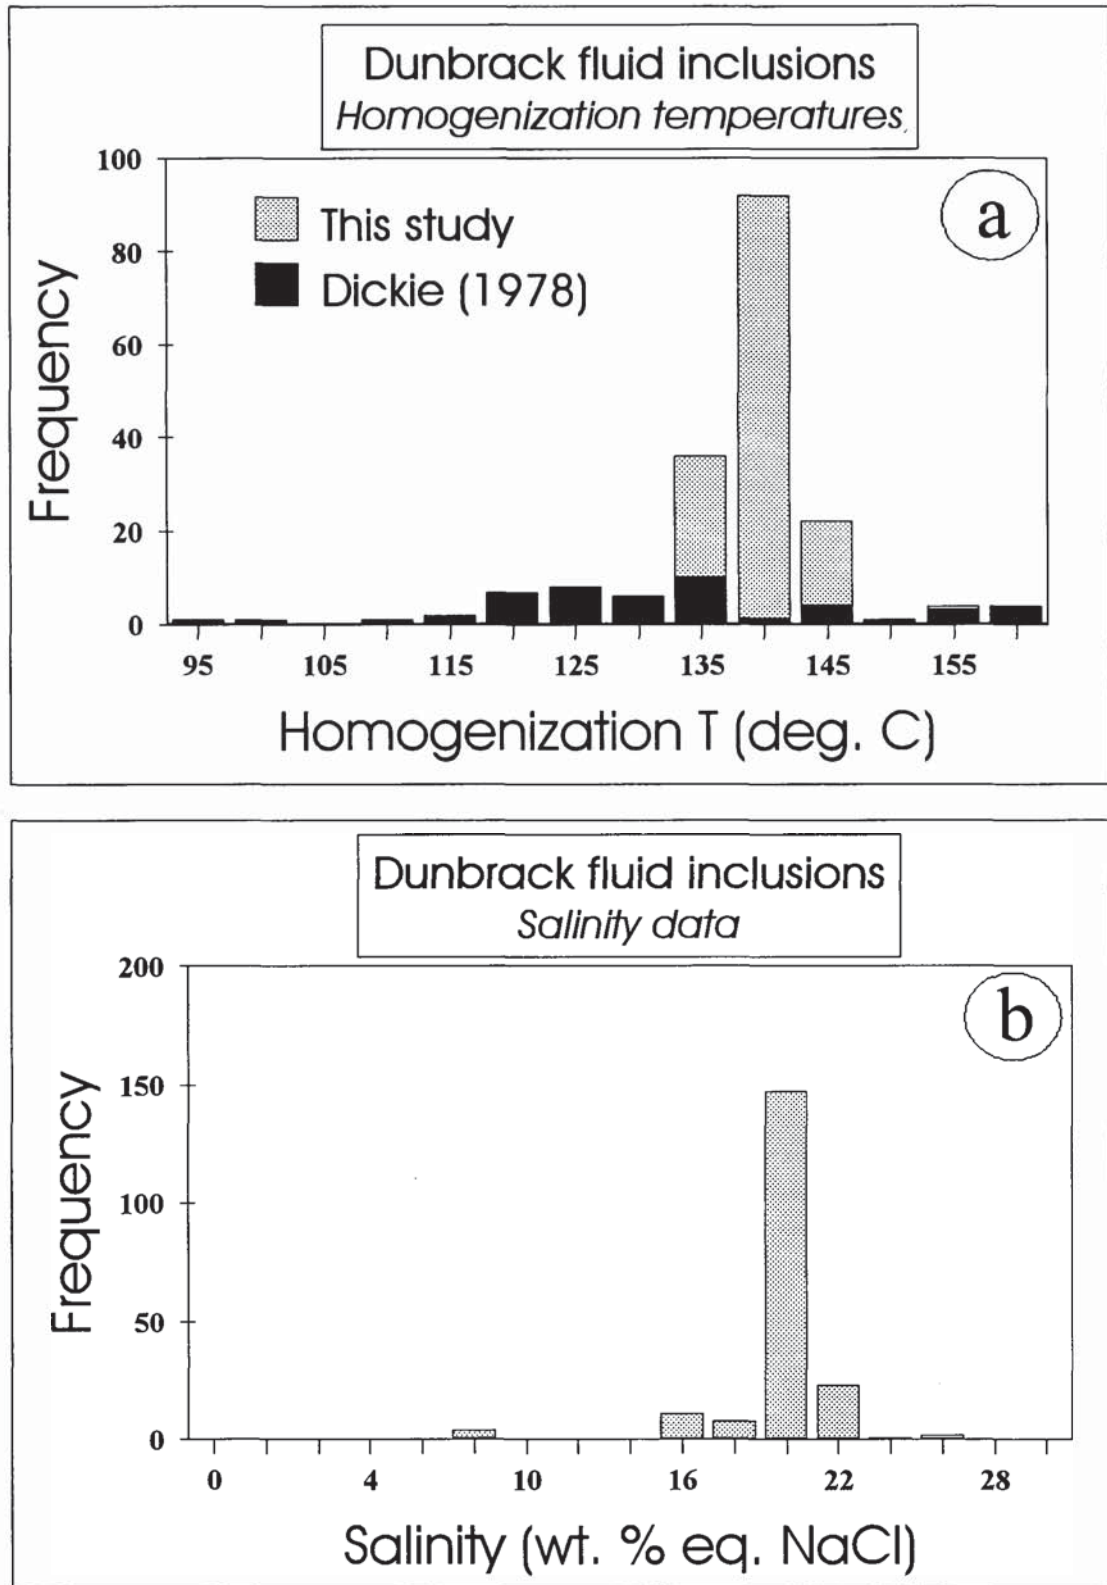 Dunbrack fluid inclusions
Homogenization temperatures,
a
100
80
60
40
20
0
Frequency
This study
Dickie (1978)
95 105 115 125 135 145 155
Homogenization T (deg. C)
Dunbrack fluid inclusions
Salinity data
b
200
150
100
50
0
Frequency
0 4 10 16 22 28
Salinity (wt. % eq. NaCl)